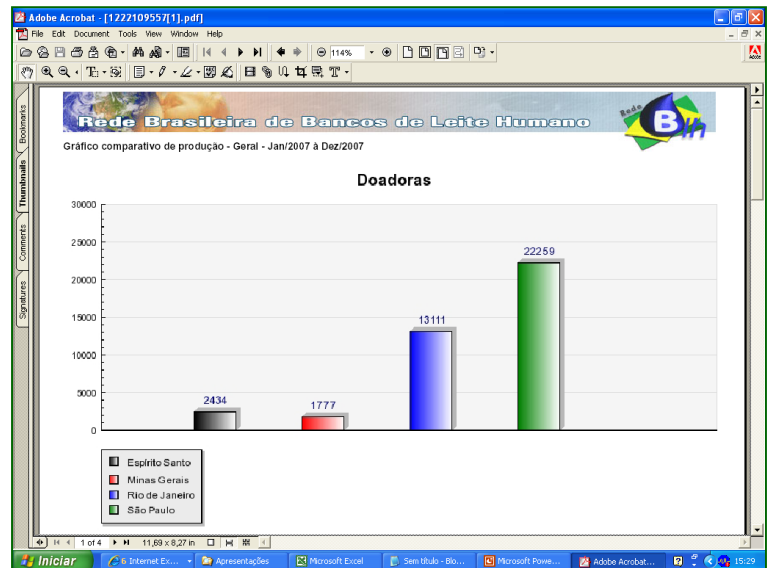 Adobe Acrobat - [1222109557[1].pdf]
File Edit Document Tools View Window Help
114%
Adobe
Bookmarks
Thumbnails
Comments
Signatures
Rede Brasileira de Bancos de Leite Humano
Rede
BLH
Gráfico comparativo de produção - Geral - Jan/2007 à Dez/2007
Doadoras
30000
25000
20000
15000
10000
5000
0
2434
1777
13111
22259
Espírito Santo
Minas Gerais
Rio de Janeiro
São Paulo
1 of 4
11,69 x 8,27 in
Iniciar
6 Internet Ex...
Apresentações
Microsoft Excel
Sem título - Blo...
Microsoft Powe...
Adobe Acrobat...
15:29